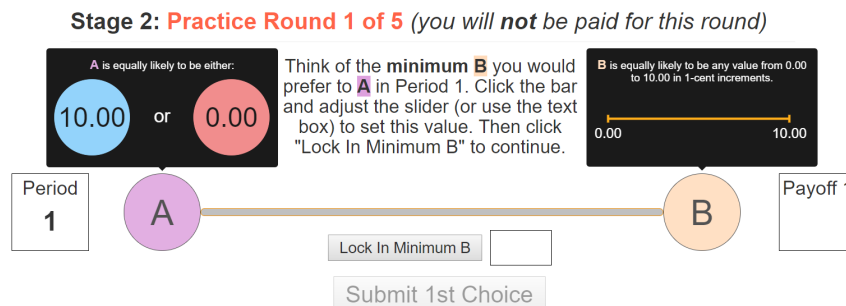 Stage 2: Practice Round 1 of 5 (you will not be paid for this round)
A is equally likely to be either:
10.00 or 0.00
Think of the minimum B you would
prefer to A in Period 1. Click the bar
and adjust the slider (or use the text
box) to set this value. Then click
"Lock In Minimum B" to continue.
B is equally likely to be any value from 0.00
to 10.00 in 1-cent increments.
0.00 10.00
Period
1
A
B
Payoff
Lock In Minimum B
Submit 1st Choice